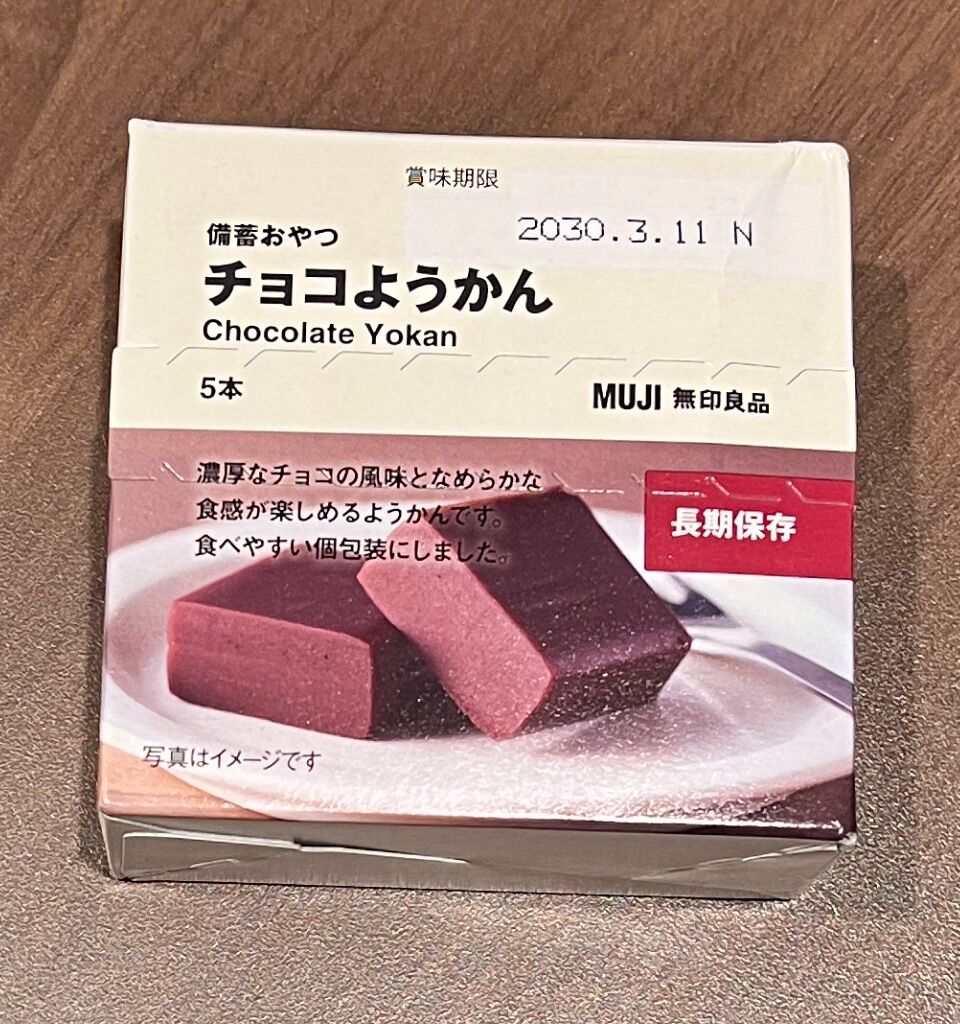 賞味期限
2030.3.11 N
備蓄おやつ
チョコようかん
Chocolate Yokan
5本
MUJI 無印良品
濃厚なチョコの風味となめらかな
食感が楽しめるようかんです。
食べやすい個包装にしました。
長期保存
写真はイメージです